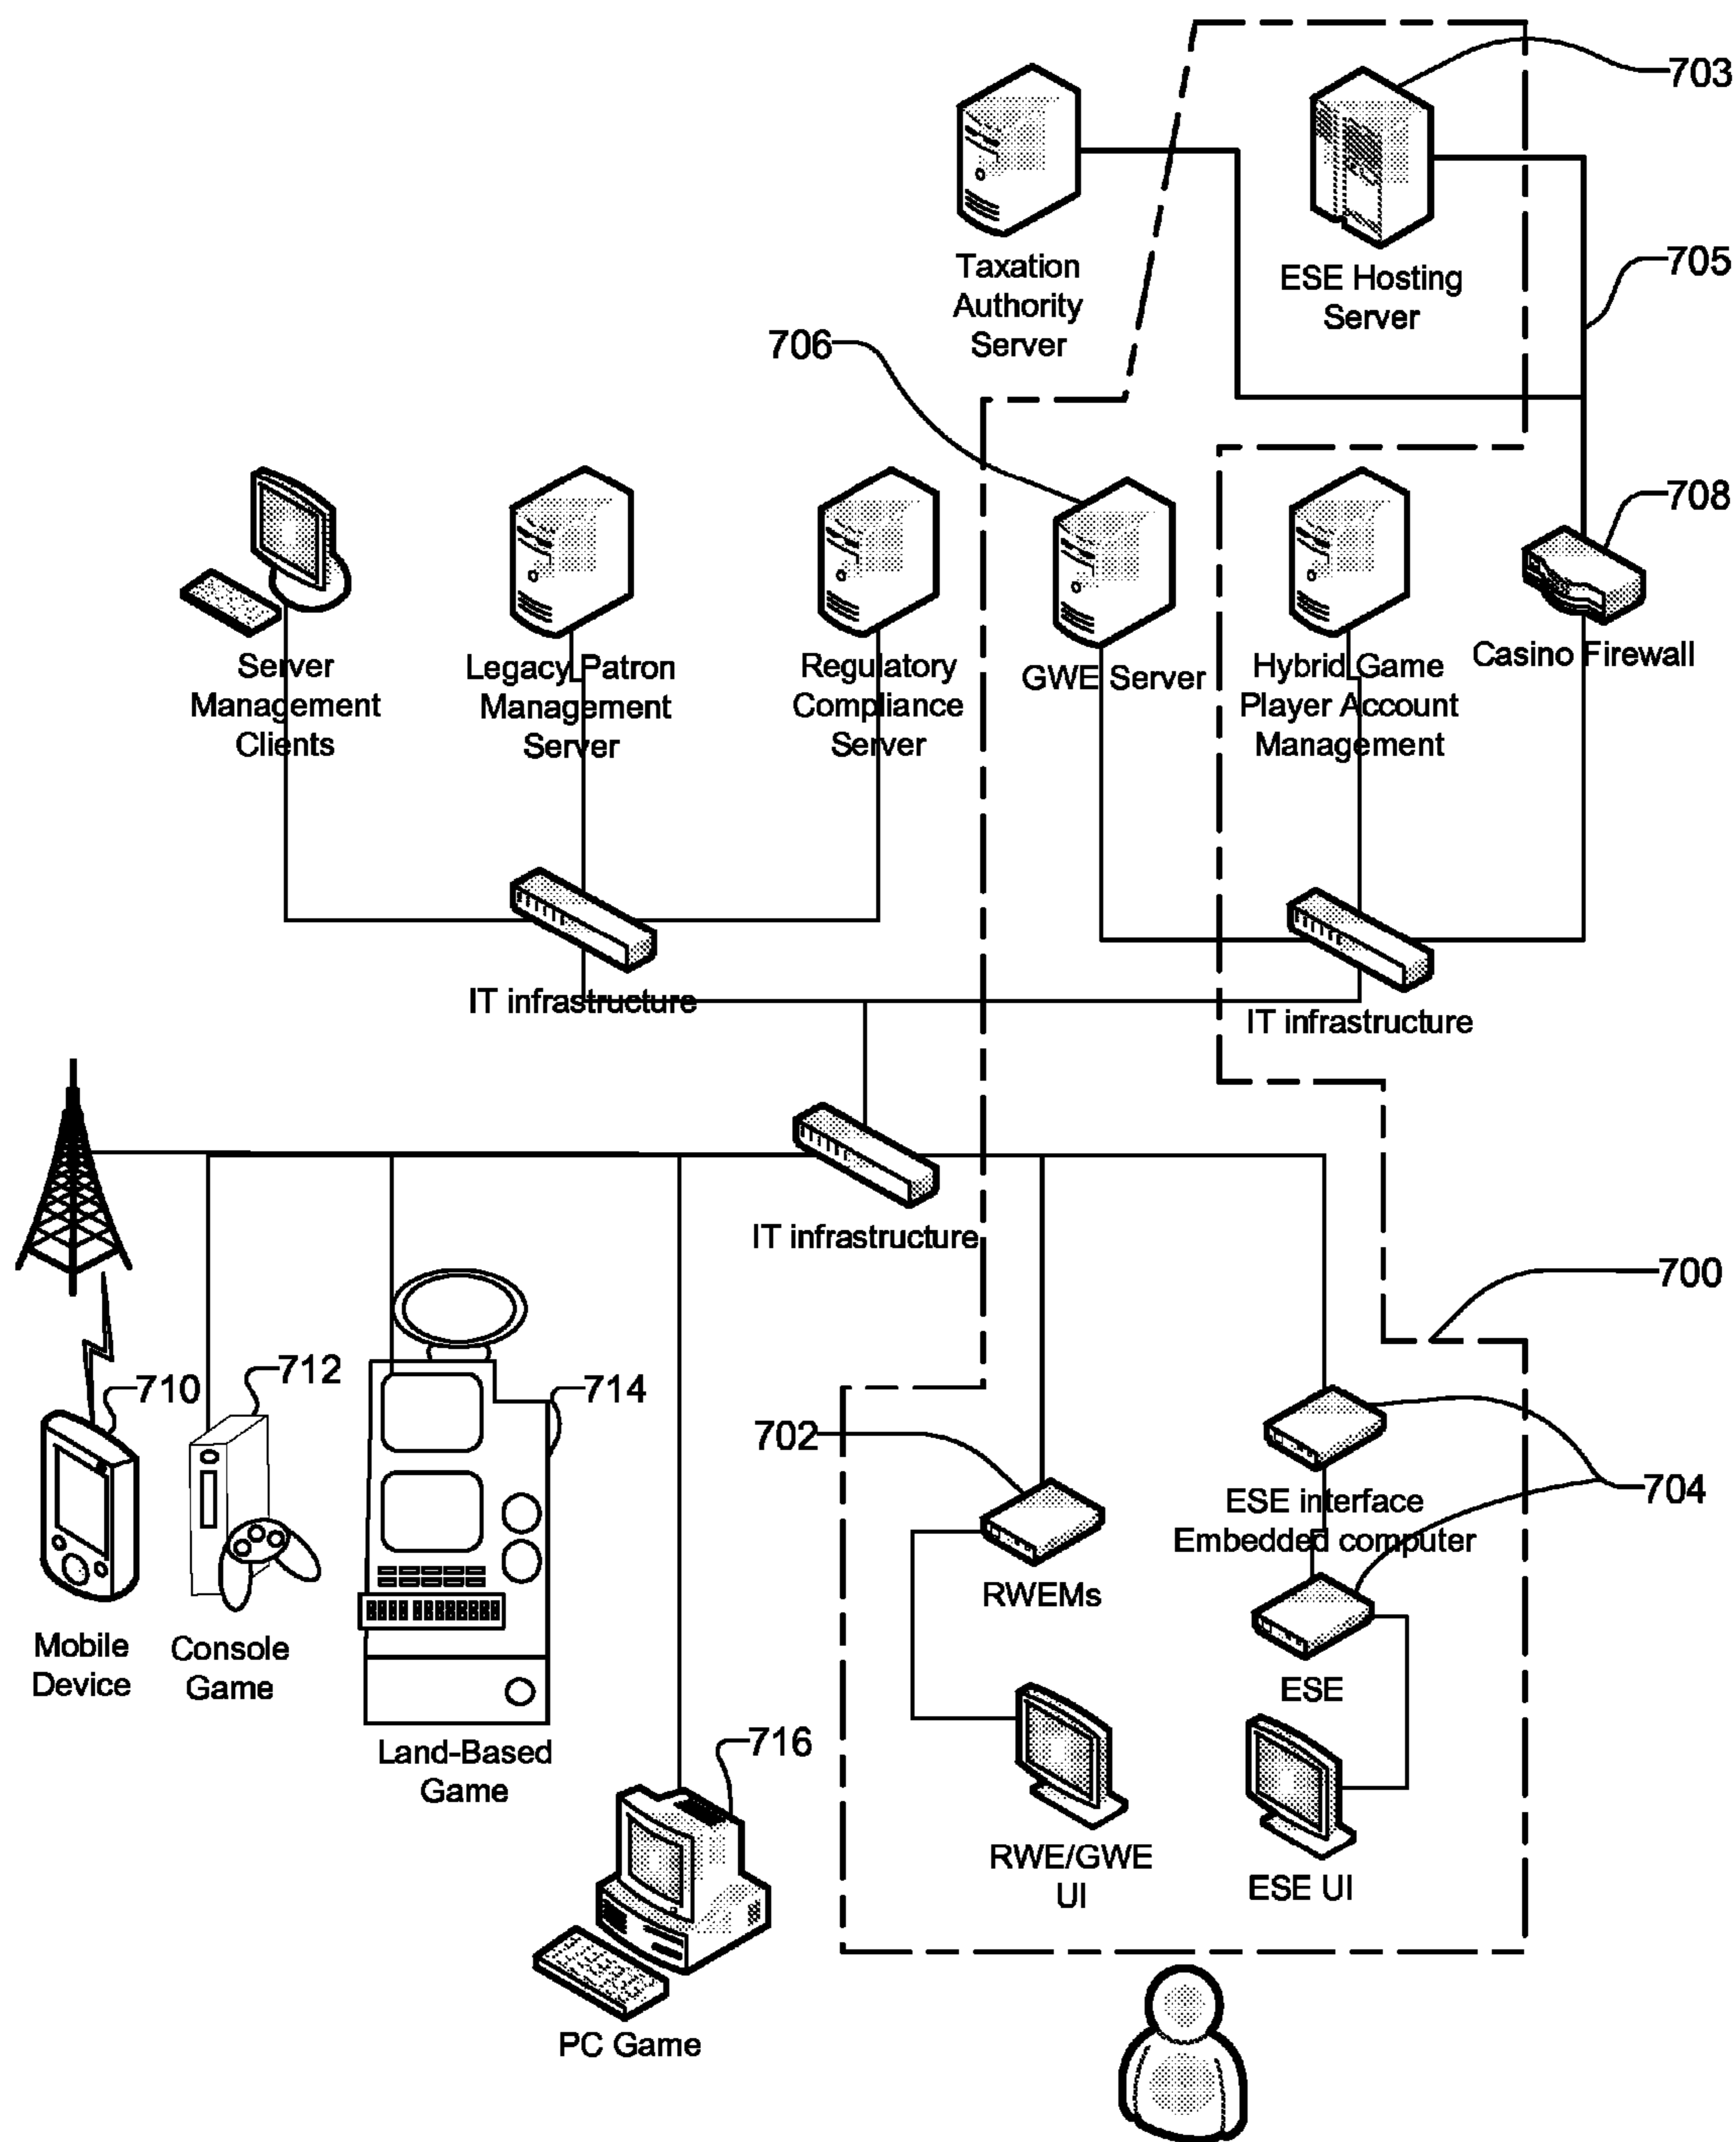 703
Taxation
Authority
Server
ESE Hosting
Server
705
706
708
Server
Management
Clients
Legacy Patron
Management
Server
Regulatory
Compliance
Server
GWE Server
Hybrid Game
Player Account
Management
Casino Firewall
IT infrastructure
IT infrastructure
IT infrastructure
700
710
712
714
702
704
ESE interface
Embedded computer
RWEMs
Mobile
Device
Console
Game
ESE
Land-Based
Game
716
RWE/GWE
UI
ESE UI
PC Game